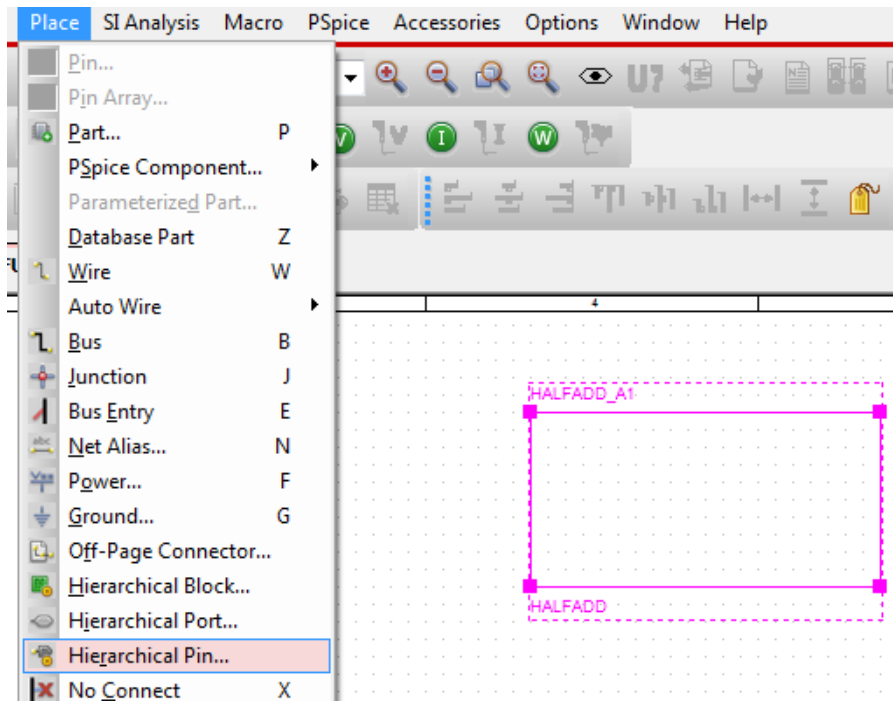 Place SI Analysis Macro PSpice Accessories Options Window Help
Pin...
Pin Array...
Part... P
PSpice Component...
Parameterized Part...
Database Part Z
Wire W
Auto Wire
Bus B
Junction J
Bus Entry E
Net Alias... N
Power... F
Ground... G
Off-Page Connector...
Hierarchical Block...
Hierarchical Port...
Hierarchical Pin...
No Connect X
U?
V V I I W
4
HALFADD_A1
HALFADD